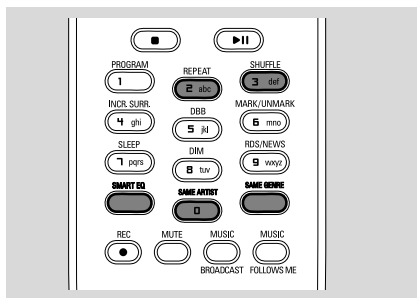 PROGRAM REPEAT SHUFFLE
1 2 abc 3 def
INCR. SURR. DBB MARK/UNMARK
4 ghi 5 jkl 6 mno
SLEEP DIM RDS/NEWS
7 pqrs 8 tuv 9 wxyz
SMART EQ SAME ARTIST SAME GENRE
0
REC MUTE MUSIC MUSIC
BROADCAST FOLLOWS ME